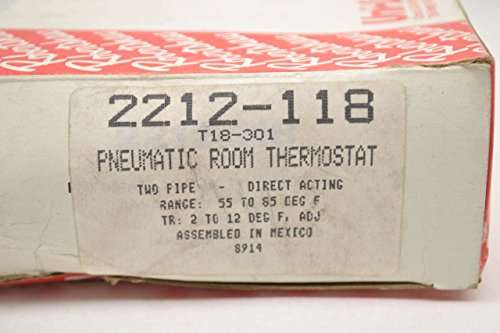 2212-118
T18-301
PNEUMATIC ROOM THERMOSTAT
TWO PIPE - DIRECT ACTING
RANGE: 55 TO 85 DEG F
TR: 2 TO 12 DEG F, ADJ
ASSEMBLED IN MEXICO
8914